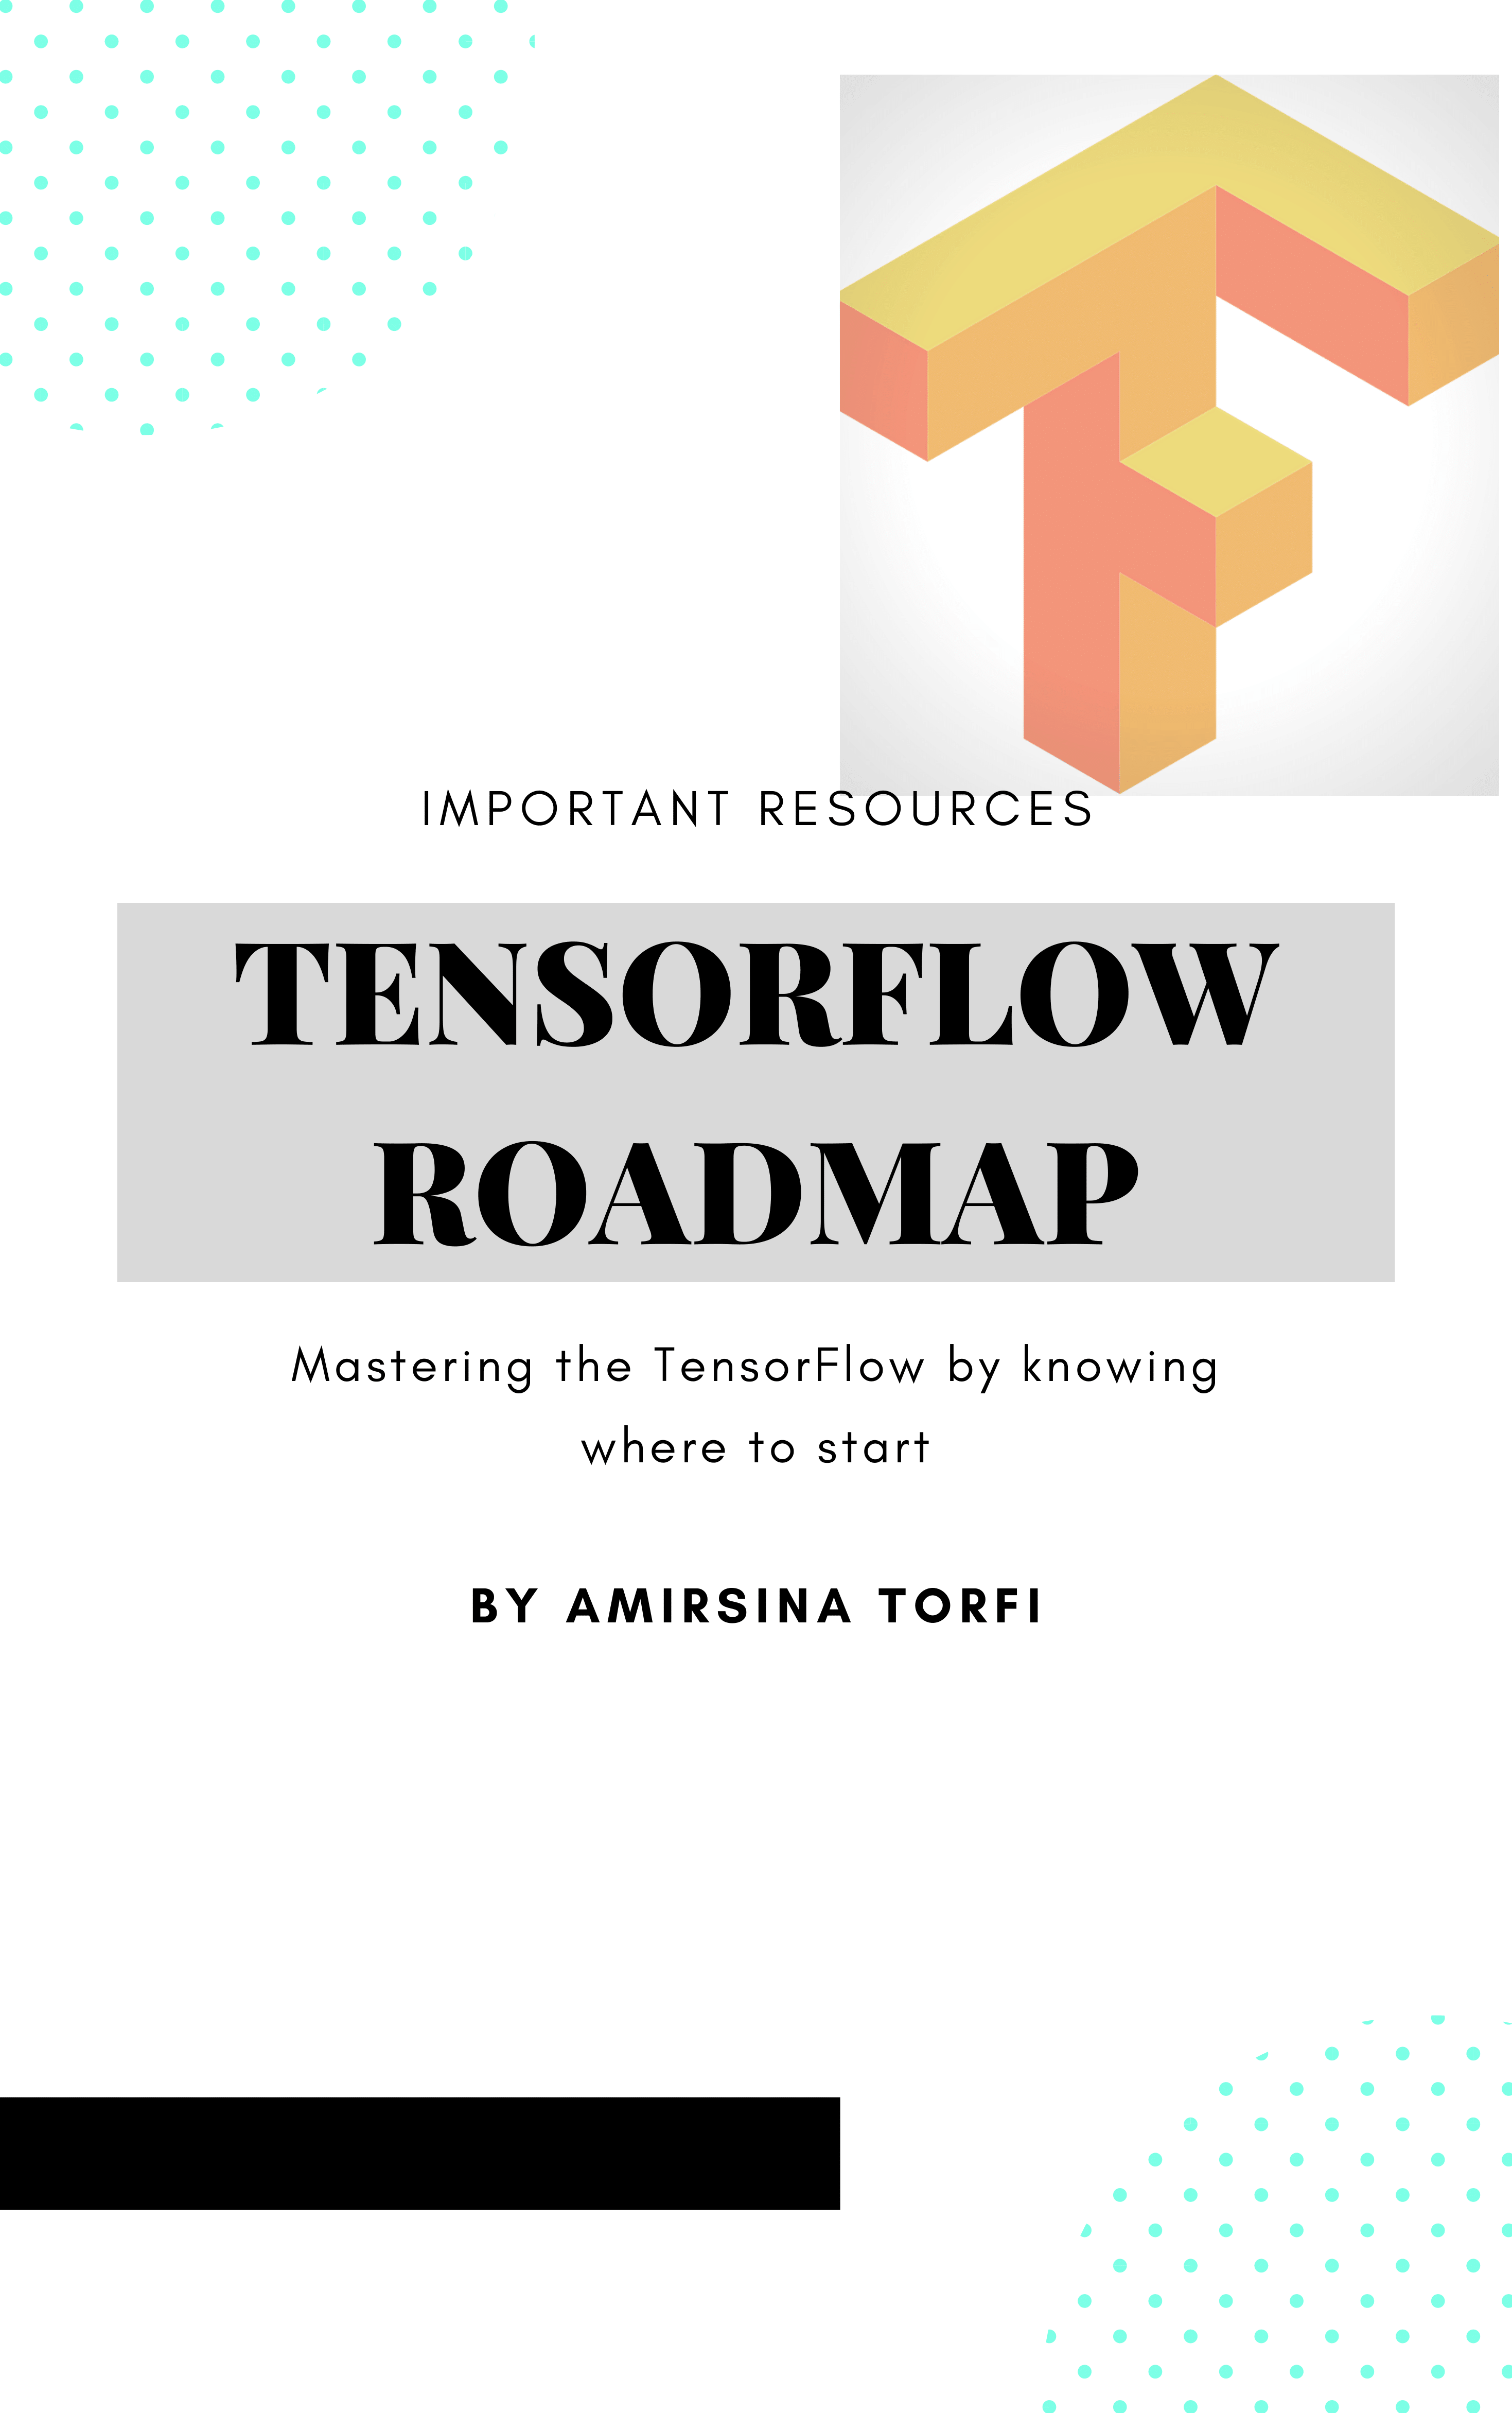 IMPORTANT RESOURCES
TENSORFLOW
ROADMAP
Mastering the TensorFlow by knowing
where to start
BY AMIRSINA TORFI